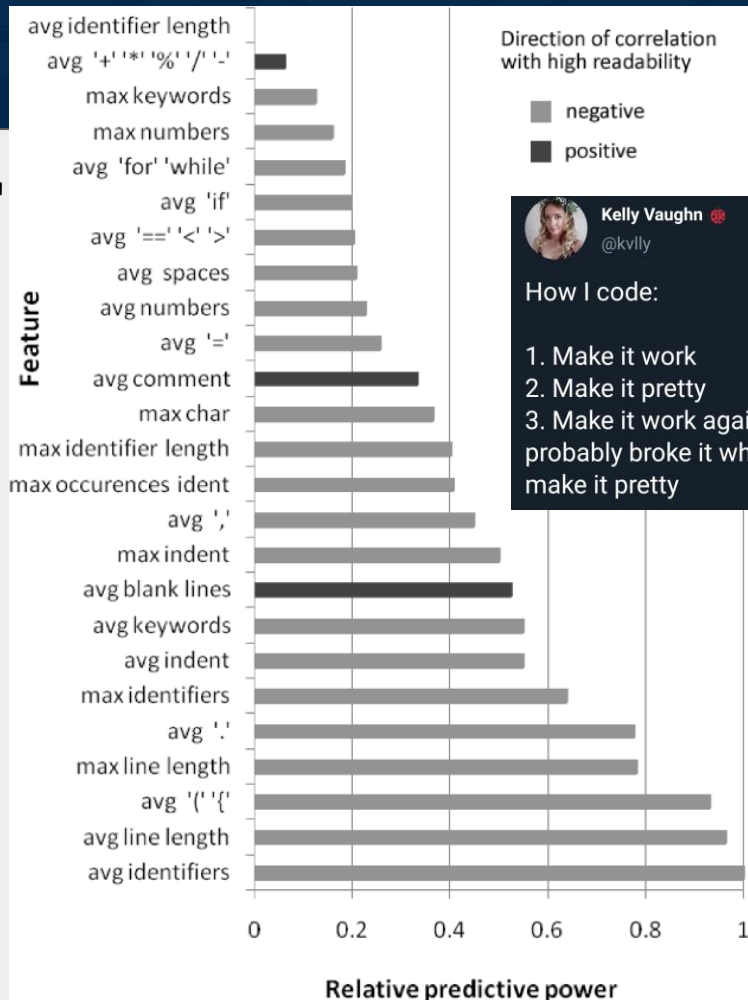 avg identifier length
avg '+' '*' '%' '/' '-'
max keywords
max numbers
avg 'for' 'while'
avg 'if'
avg '==' '<' '>'
avg spaces
avg numbers
avg '='
avg comment
max char
max identifier length
max occurences ident
avg ','
max indent
avg blank lines
avg keywords
avg indent
max identifiers
avg '.'
max line length
avg '(' '{'
avg line length
avg identifiers
Feature
0 0.2 0.4 0.6 0.8 1
Relative predictive power
Direction of correlation
with high readability
negative
positive
Kelly Vaughn
@kvlly
How I code:
1. Make it work
2. Make it pretty
3. Make it work agai
probably broke it wh
make it pretty